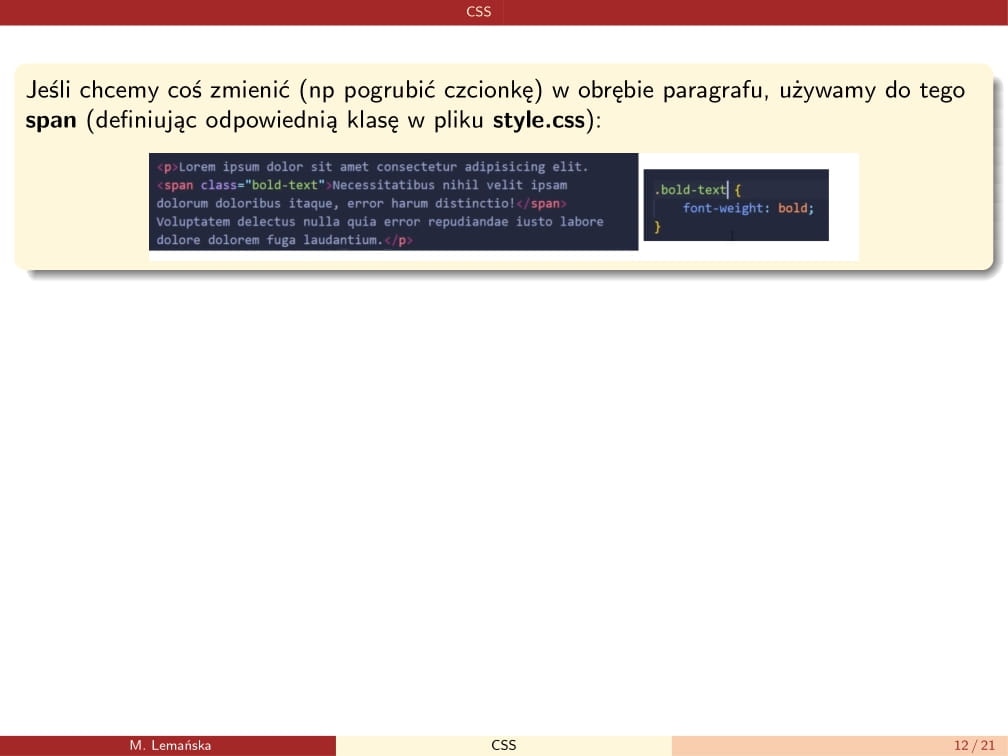 CSS
Jeśli chcemy coś zmienić (np pogrubić czcionkę) w obrębie paragrafu, używamy do tego
span (definiując odpowiednią klasę w pliku style.css):
<p>Lorem ipsum dolor sit amet consectetur adipisicing elit.
<span class="bold-text">Necessitatibus nihil velit ipsam
dolorum doloribus itaque, error harum distinctio!</span>
Voluptatem delectus nulla quia error repudiandae iusto labore
dolore dolorem fuga laudantium.</p>
.bold-text {
font-weight: bold;
}
M. Lemańska
CSS
12 / 21